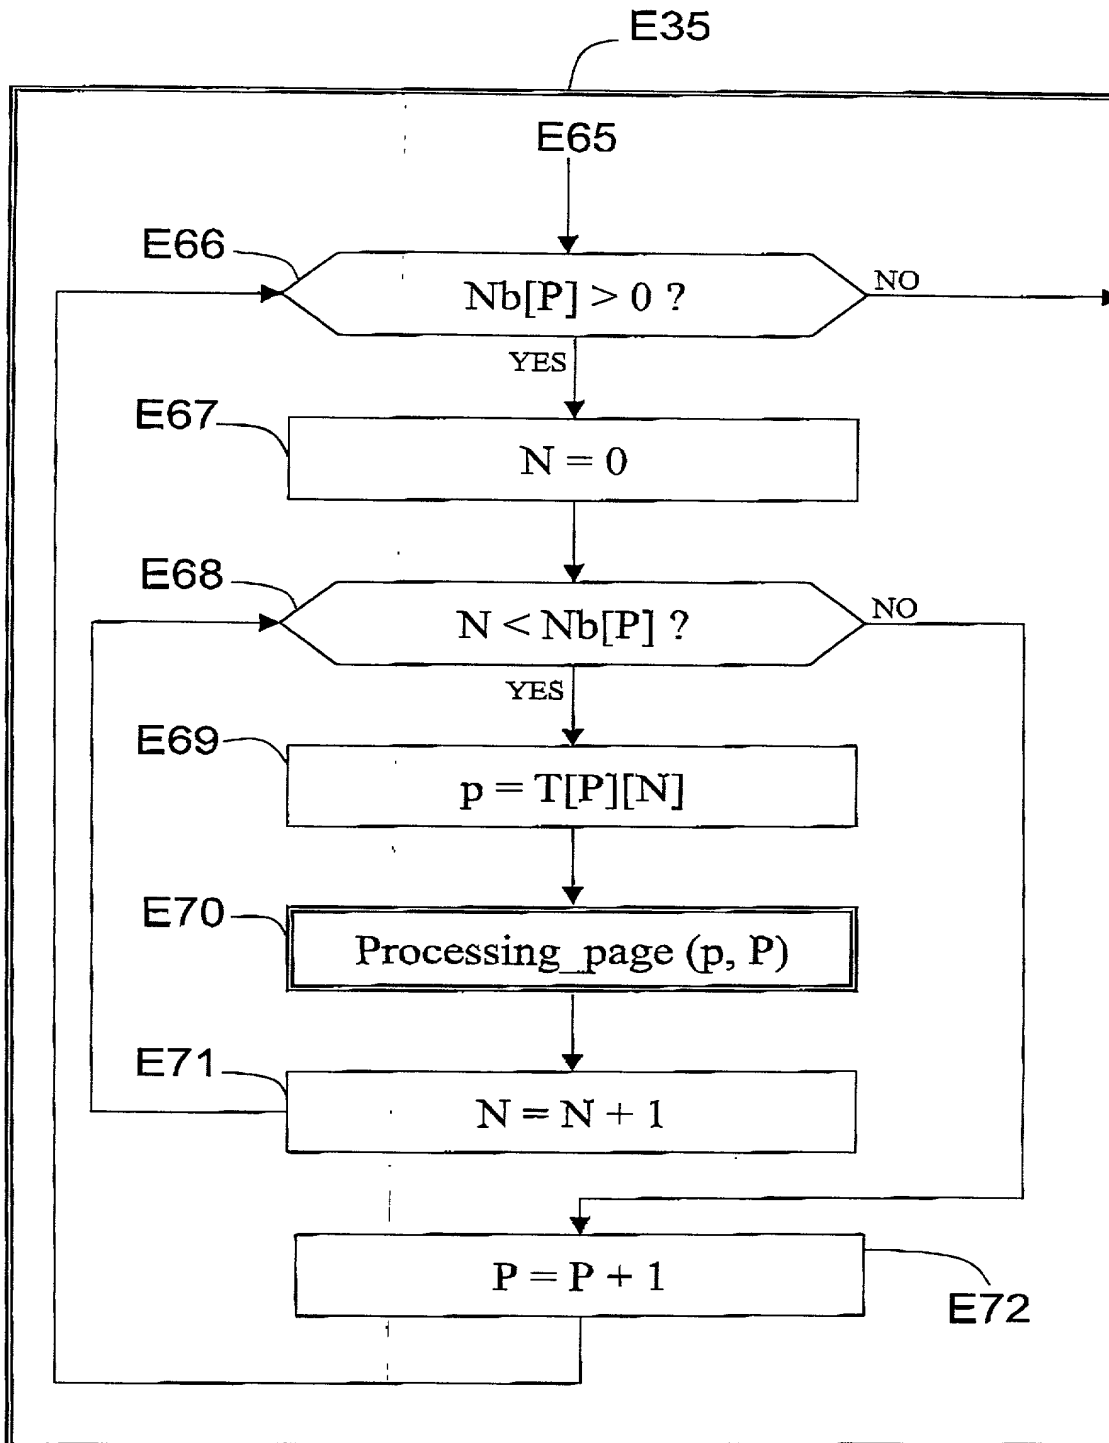 E35
E65
E66
Nb[P] > 0 ?
NO
YES
E67
N = 0
E68
N < Nb[P] ?
NO
YES
E69
p = T[P][N]
E70
Processing_page (p, P)
E71
N = N + 1
P = P + 1
E72